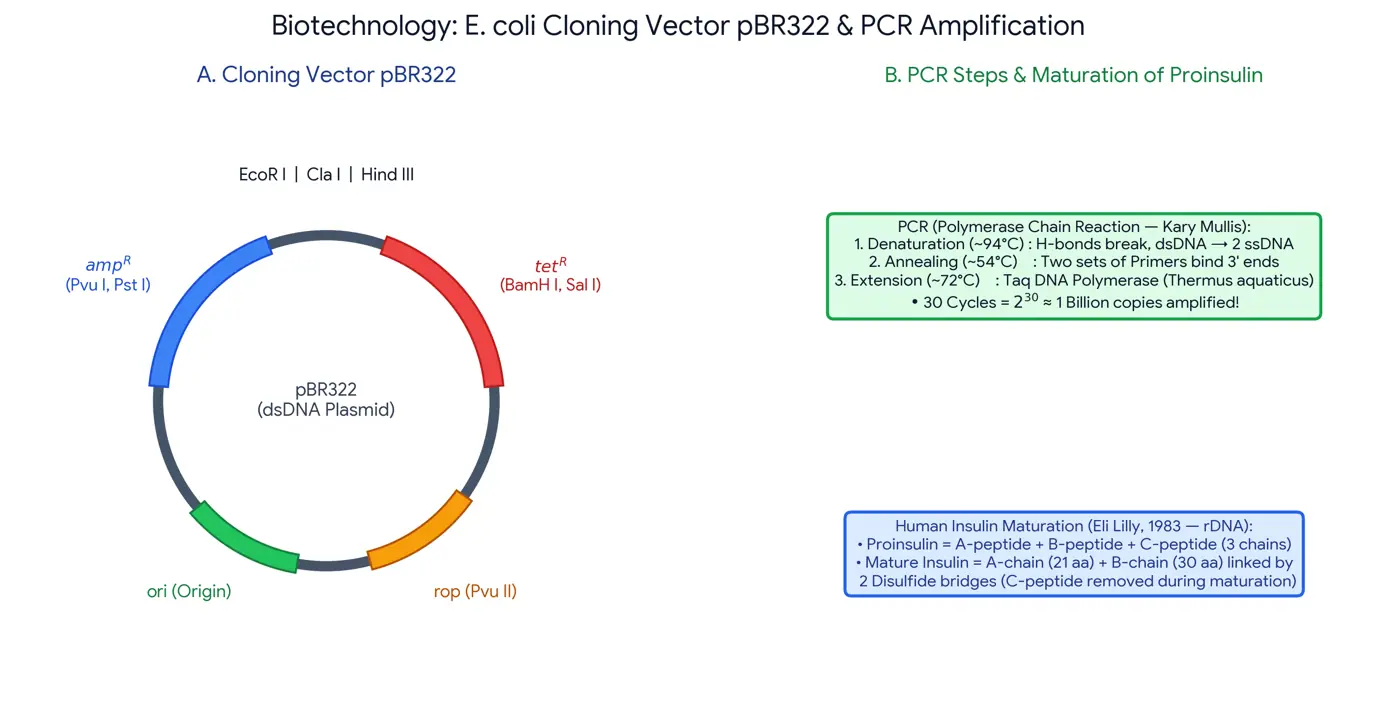 Biotechnology: E. coli Cloning Vector pBR322 & PCR Amplification
A. Cloning Vector pBR322
EcoR I | Cla I | Hind III
amp^R
(Pvu I, Pst I)
tet^R
(BamH I, Sal I)
pBR322
(dsDNA Plasmid)
ori (Origin)
rop (Pvu II)
B. PCR Steps & Maturation of Proinsulin
PCR (Polymerase Chain Reaction — Kary Mullis):
1. Denaturation (~94°C) : H-bonds break, dsDNA → 2 ssDNA
2. Annealing (~54°C) : Two sets of Primers bind 3' ends
3. Extension (~72°C) : Taq DNA Polymerase (Thermus aquaticus)
• 30 Cycles = 2³⁰ ≈ 1 Billion copies amplified!
Human Insulin Maturation (Eli Lilly, 1983 — rDNA):
• Proinsulin = A-peptide + B-peptide + C-peptide (3 chains)
• Mature Insulin = A-chain (21 aa) + B-chain (30 aa) linked by
2 Disulfide bridges (C-peptide removed during maturation)